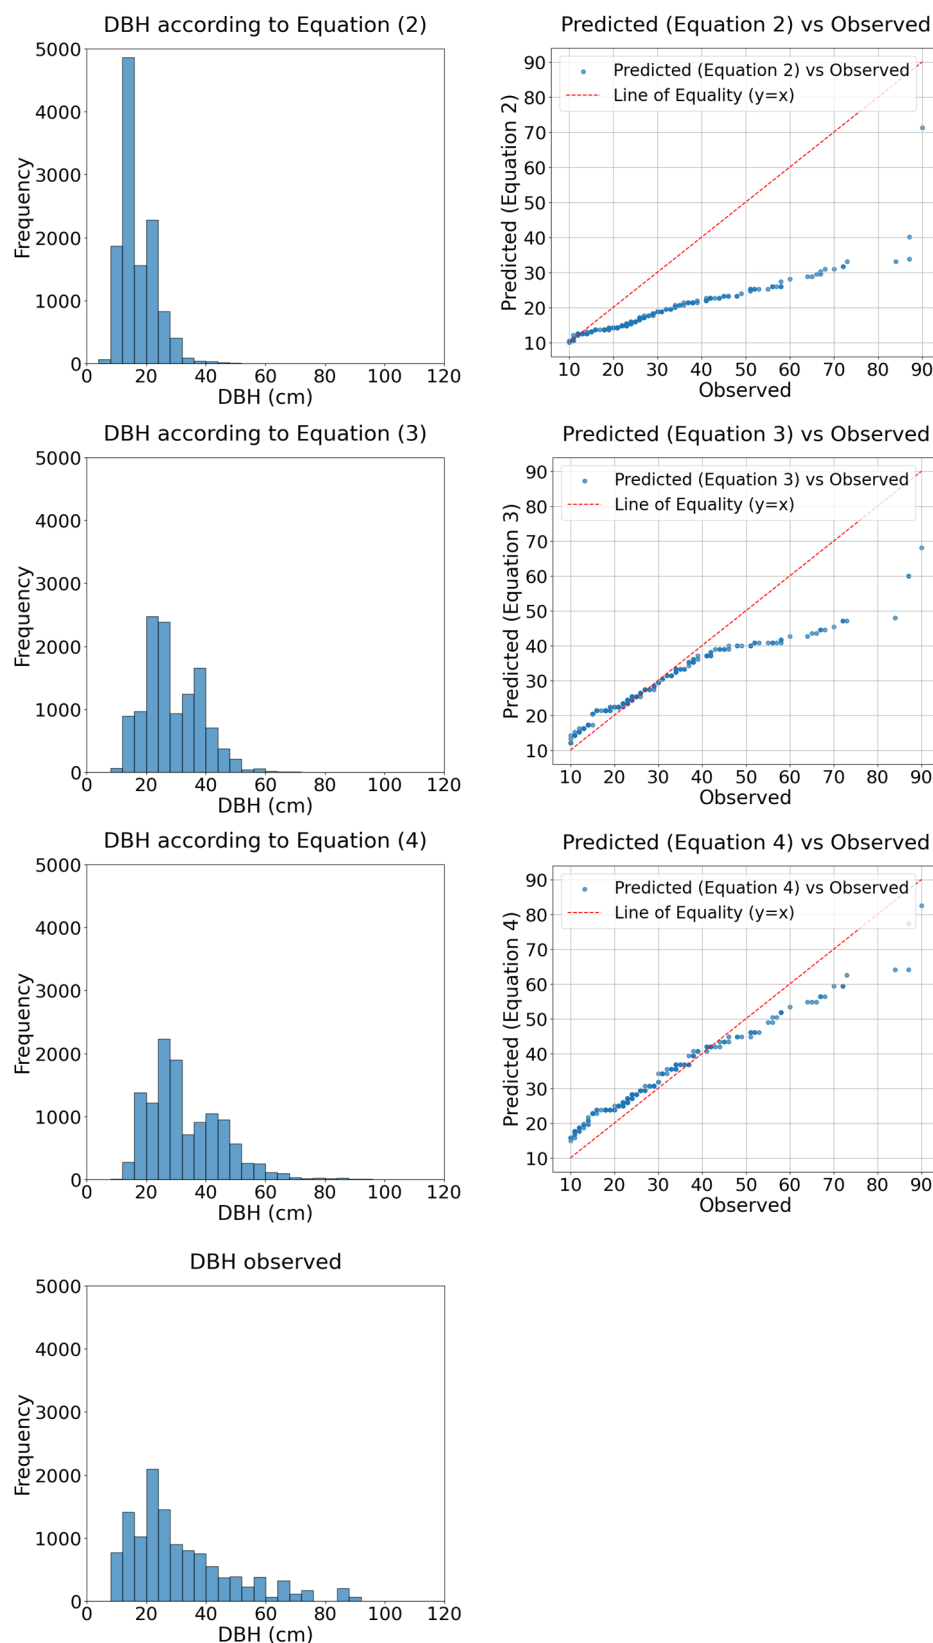 DBH according to Equation (2)
5000
4000
3000
2000
1000
0
Frequency
0 20 40 60 80 100 120
DBH (cm)
Predicted (Equation 2) vs Observed
Predicted (Equation 2) vs Observed
Line of Equality (y=x)
90
80
70
60
50
40
30
20
10
Predicted (Equation 2)
10 20 30 40 50 60 70 80 90
Observed
DBH according to Equation (3)
5000
4000
3000
2000
1000
0
Frequency
0 20 40 60 80 100 120
DBH (cm)
Predicted (Equation 3) vs Observed
Predicted (Equation 3) vs Observed
Line of Equality (y=x)
90
80
70
60
50
40
30
20
10
Predicted (Equation 3)
10 20 30 40 50 60 70 80 90
Observed
DBH according to Equation (4)
5000
4000
3000
2000
1000
0
Frequency
0 20 40 60 80 100 120
DBH (cm)
Predicted (Equation 4) vs Observed
Predicted (Equation 4) vs Observed
Line of Equality (y=x)
90
80
70
60
50
40
30
20
10
Predicted (Equation 4)
10 20 30 40 50 60 70 80 90
Observed
DBH observed
5000
4000
3000
2000
1000
0
Frequency
0 20 40 60 80 100 120
DBH (cm)